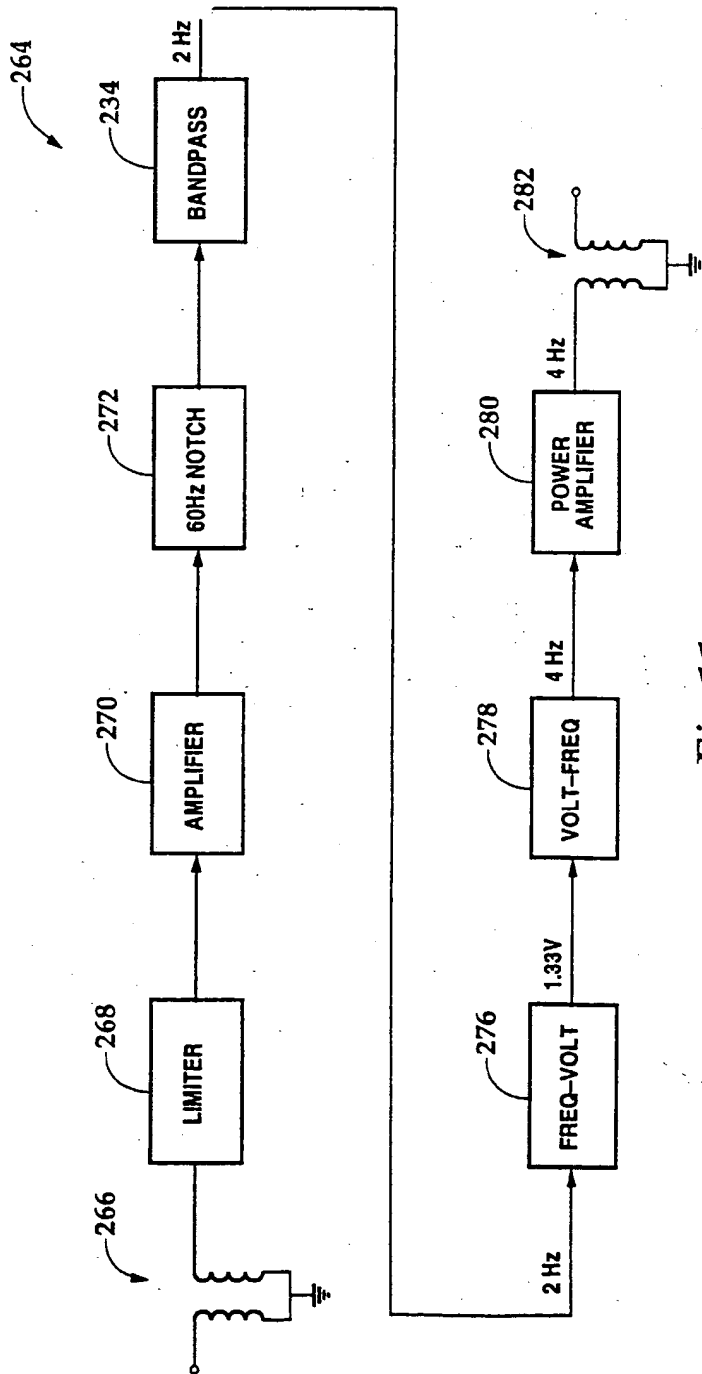 264
266
268
LIMITER
270
AMPLIFIER
272
60Hz NOTCH
234
BANDPASS
2 Hz
2 Hz
276
FREQ–VOLT
1.33V
278
VOLT–FREQ
4 Hz
280
POWER
AMPLIFIER
4 Hz
282